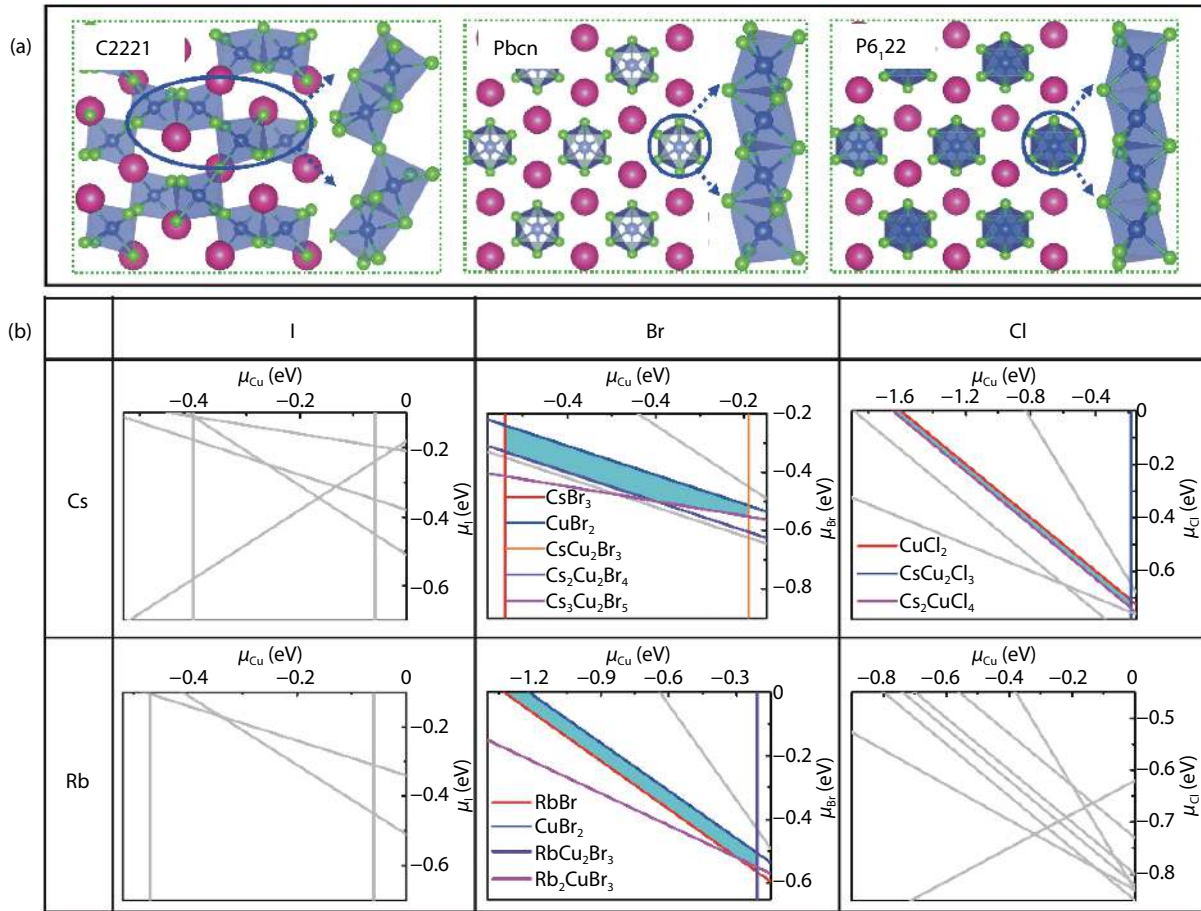 (a)
C2221
Pbcn
P6₁22
(b)
I
Br
Cl
Cs
μCu (eV)
−0.4
−0.2
0
−0.2
−0.4
−0.6
μI (eV)
μCu (eV)
−0.4
−0.2
−0.2
−0.4
−0.6
−0.8
μBr (eV)
CsBr₃
CuBr₂
CsCu₂Br₃
Cs₂Cu₂Br₄
Cs₃Cu₂Br₅
μCu (eV)
−1.6
−1.2
−0.8
−0.4
0
−0.2
−0.4
−0.6
μCl (eV)
CuCl₂
CsCu₂Cl₃
Cs₂CuCl₄
Rb
μCu (eV)
−0.4
−0.2
0
−0.2
−0.4
−0.6
μI (eV)
μCu (eV)
−1.2
−0.9
−0.6
−0.3
0
−0.2
−0.4
−0.6
μBr (eV)
RbBr
CuBr₂
RbCu₂Br₃
Rb₂CuBr₃
μCu (eV)
−0.8
−0.6
−0.4
−0.2
0
−0.5
−0.6
−0.7
−0.8
μCl (eV)